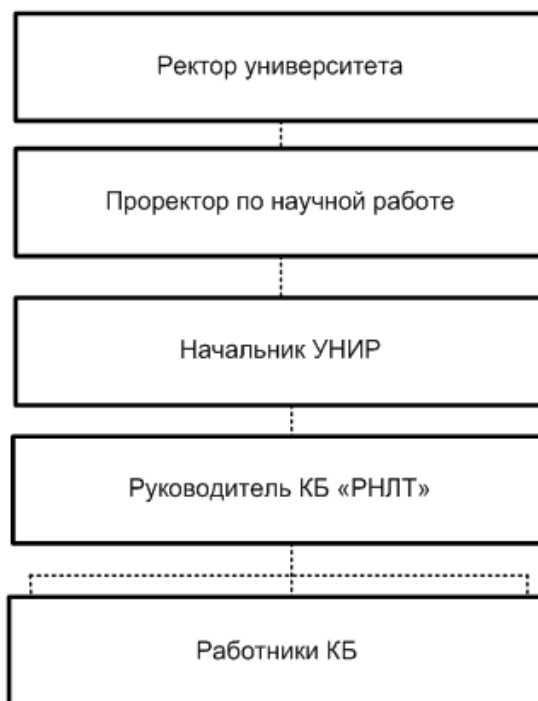 Ректор университета
Проректор по научной работе
Начальник УНИР
Руководитель КБ «РНЛТ»
Работники КБ